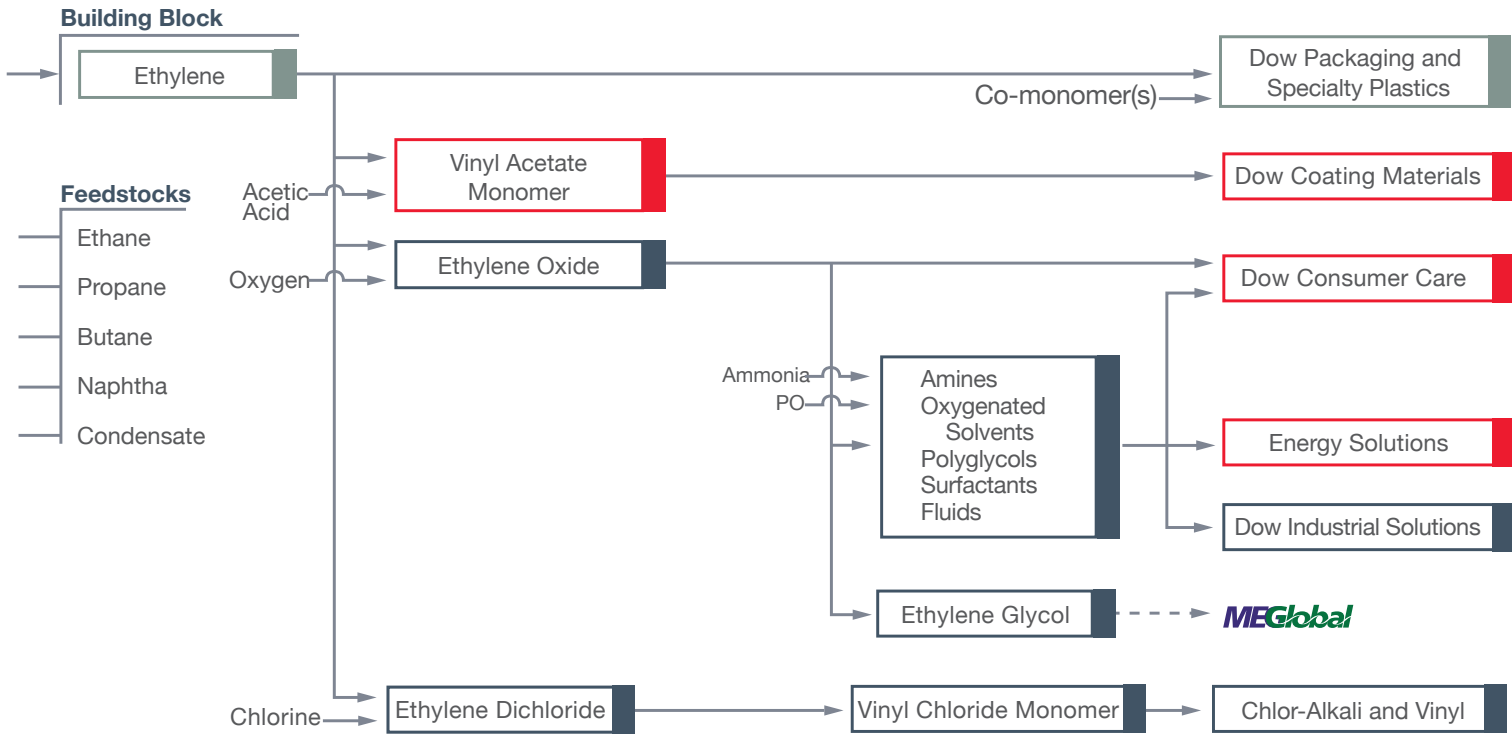 Building Block
Ethylene
Dow Packaging and
Specialty Plastics
Co-monomer(s)
Vinyl Acetate
Monomer
Acetic
Acid
Dow Coating Materials
Feedstocks
Ethane
Propane
Butane
Naphtha
Condensate
Oxygen
Ethylene Oxide
Dow Consumer Care
Ammonia
PO
Amines
Oxygenated
Solvents
Polyglycols
Surfactants
Fluids
Energy Solutions
Dow Industrial Solutions
Ethylene Glycol
MEGlobal
Chlorine
Ethylene Dichloride
Vinyl Chloride Monomer
Chlor-Alkali and Vinyl